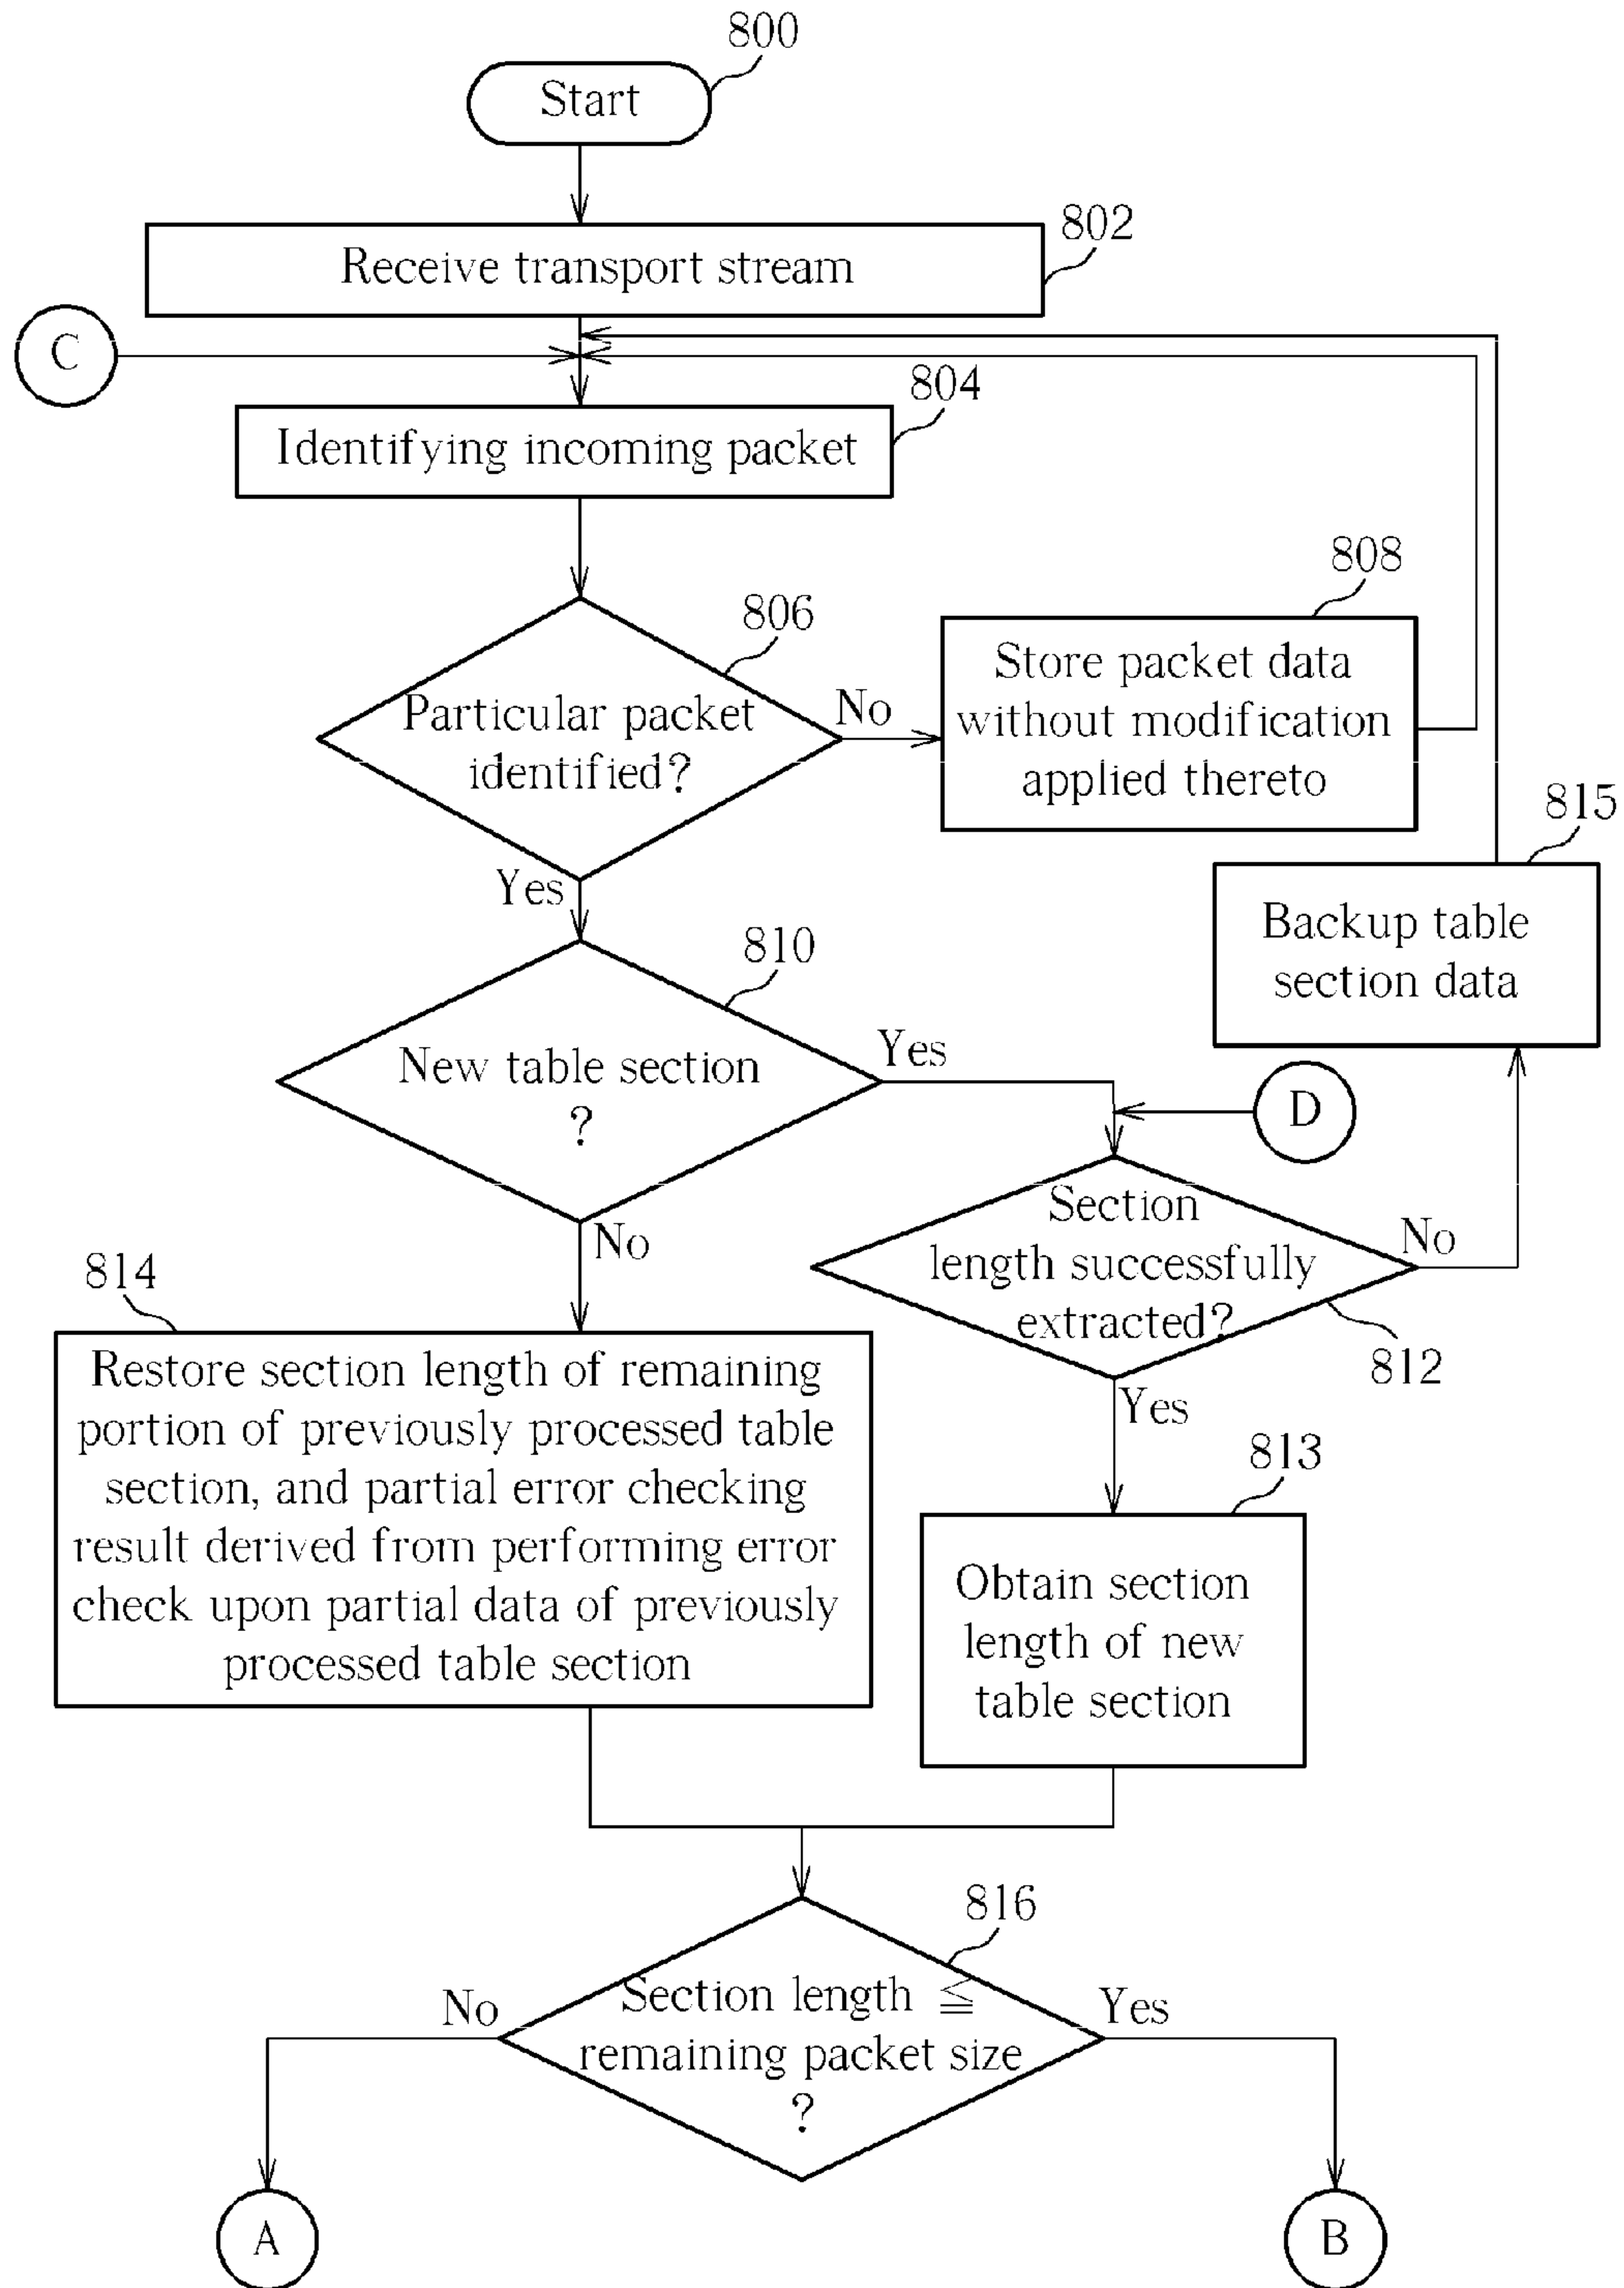 800
Start
802
Receive transport stream
C
804
Identifying incoming packet
808
806
Store packet data
without modification
applied thereto
Particular packet
identified?
No
Yes
815
Backup table
section data
810
New table section
?
Yes
D
No
Section
length successfully
extracted?
No
812
Yes
814
Restore section length of remaining
portion of previously processed table
section, and partial error checking
result derived from performing error
check upon partial data of previously
processed table section
813
Obtain section
length of new
table section
816
Section length ≦
remaining packet size
?
No
Yes
A
B